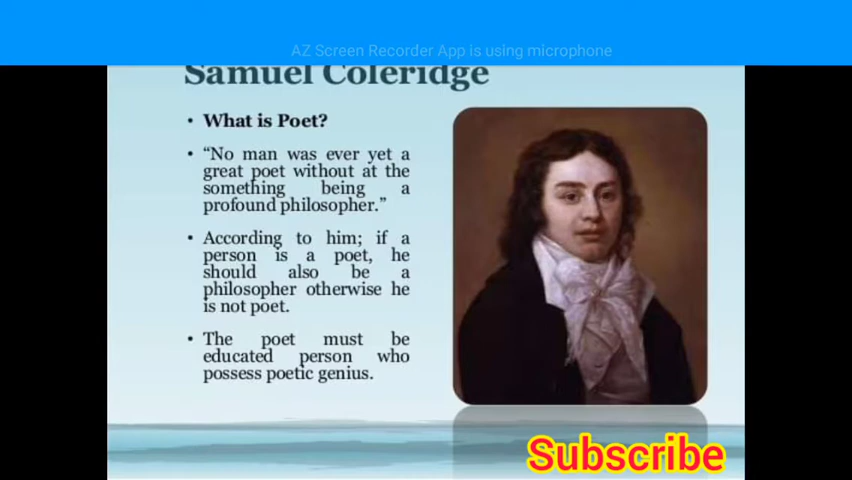 AZ Screen Recorder App is using microphone
Samuel Coleridge
• What is Poet?
• “No man was ever yet a
great poet without at the
something being a
profound philosopher.”
• According to him; if a
person is a poet, he
should also be a
philosopher otherwise he
is not poet.
• The poet must be
educated person who
possess poetic genius.
Subscribe